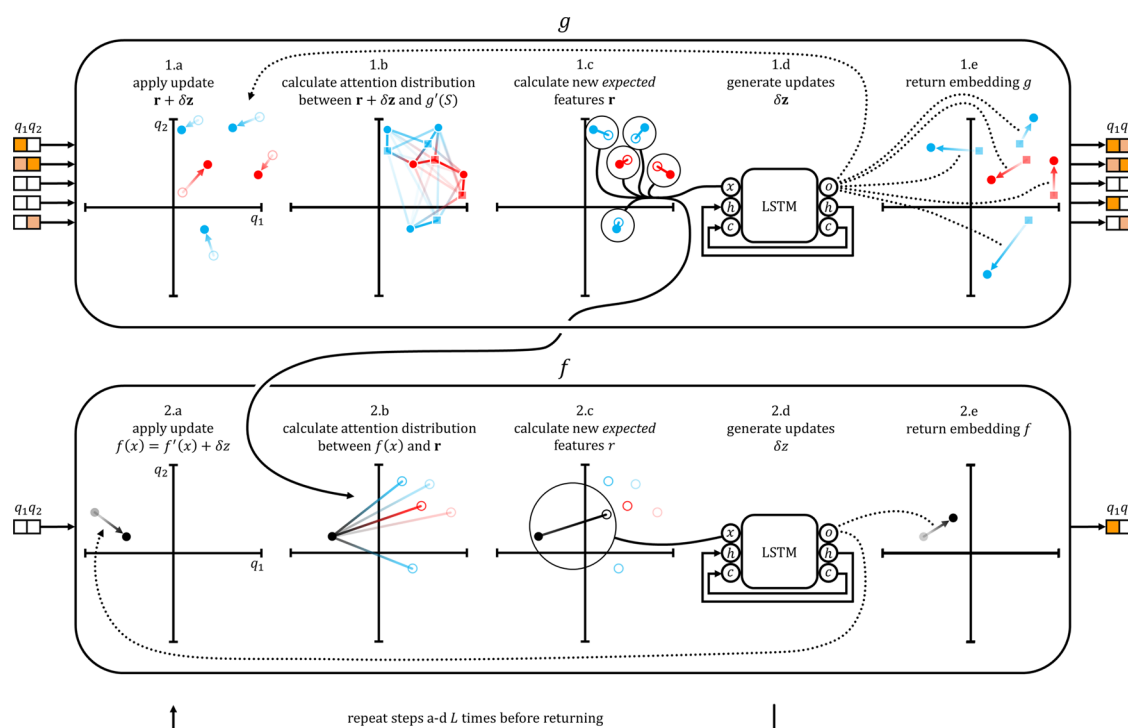 g
1.a
apply update
r + δz
1.b
calculate attention distribution
between r + δz and g′(S)
1.c
calculate new expected
features r
1.d
generate updates
δz
1.e
return embedding g
q₁q₂
q₂
q₁
x
h
c
LSTM
o
h
c
q₁q
f
2.a
apply update
f(x) = f′(x) + δz
2.b
calculate attention distribution
between f(x) and r
2.c
calculate new expected
features r
2.d
generate updates
δz
2.e
return embedding f
q₁q₂
q₂
q₁
x
h
c
LSTM
o
h
c
q₁q
repeat steps a-d L times before returning